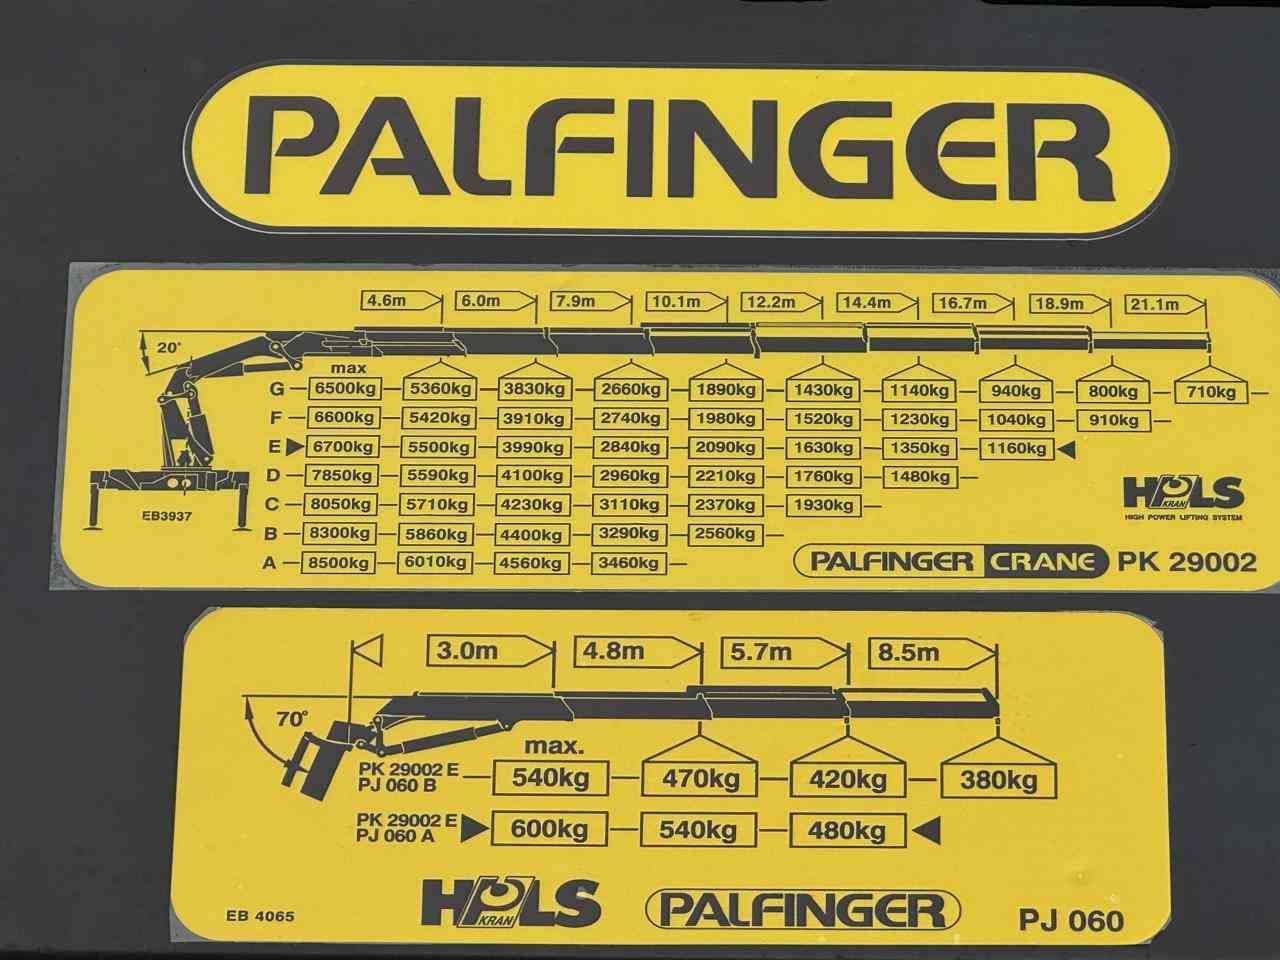 PALFINGER
4.6m 6.0m 7.9m 10.1m 12.2m 14.4m 16.7m 18.9m 21.1m
20°
max
G 6500kg 5360kg 3830kg 2660kg 1890kg 1430kg 1140kg 940kg 800kg 710kg
F 6600kg 5420kg 3910kg 2740kg 1980kg 1520kg 1230kg 1040kg 910kg
E 6700kg 5500kg 3990kg 2840kg 2090kg 1630kg 1350kg 1160kg
D 7850kg 5590kg 4100kg 2960kg 2210kg 1760kg 1480kg
C 8050kg 5710kg 4230kg 3110kg 2370kg 1930kg
B 8300kg 5860kg 4400kg 3290kg 2560kg
A 8500kg 6010kg 4560kg 3460kg
EB3937
HPLS
KRAN
HIGH POWER LIFTING SYSTEM
PALFINGER CRANE PK 29002
3.0m 4.8m 5.7m 8.5m
70°
max.
PK 29002 E
PJ 060 B
540kg 470kg 420kg 380kg
PK 29002 E
PJ 060 A
600kg 540kg 480kg
EB 4065
HPLS
KRAN
PALFINGER
PJ 060